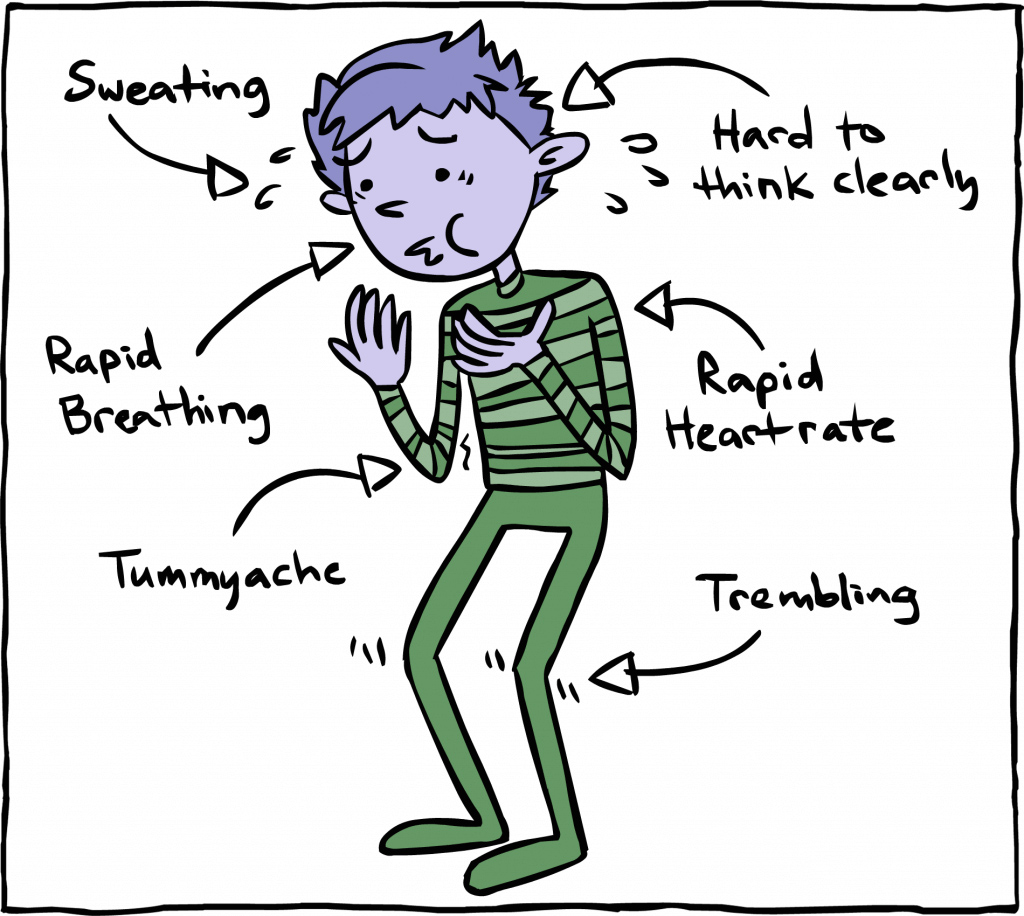 Sweating
Hard to
think clearly
Rapid
Breathing
Rapid
Heartrate
Tummyache
Trembling